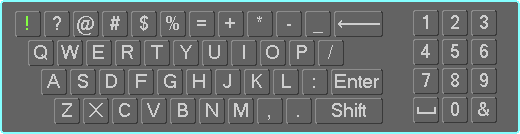 ! ? @ # $ % = + * - _ ← 1 2 3
Q W E R T Y U I O P / 4 5 6
A S D F G H J K L : Enter 7 8 9
Z X C V B N M , . Shift ⎵ 0 &